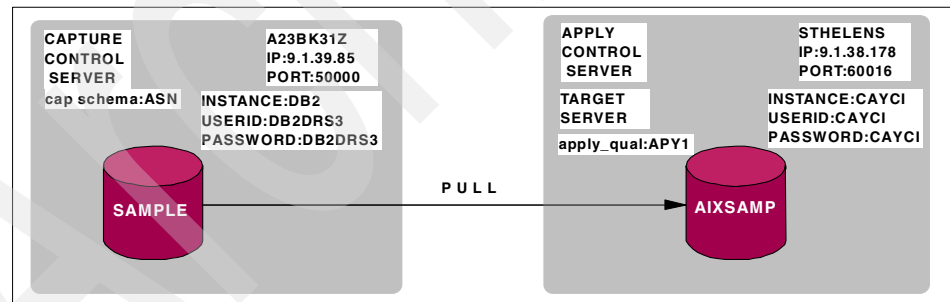 CAPTURE
CONTROL
SERVER
cap schema:ASN
A23BK31Z
IP:9.1.39.85
PORT:50000
INSTANCE:DB2
USERID:DB2DRS3
PASSWORD:DB2DRS3
SAMPLE
PULL
APPLY
CONTROL
SERVER
STHELENS
IP:9.1.38.178
PORT:60016
TARGET
SERVER
apply_qual:APY1
INSTANCE:CAYCI
USERID:CAYCI
PASSWORD:CAYCI
AIXSAMP